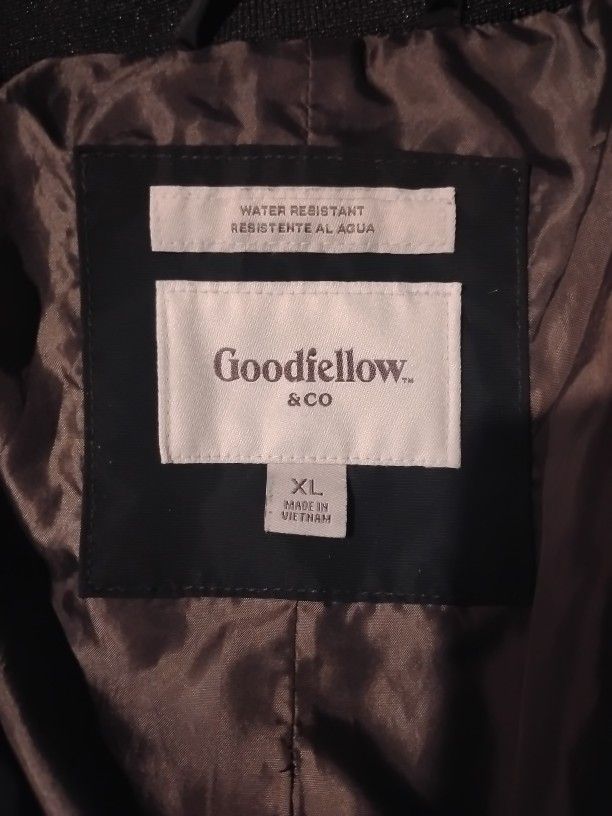 WATER RESISTANT
RESISTENTE AL AGUA
Goodfellow™
&CO
XL
MADE IN
VIETNAM